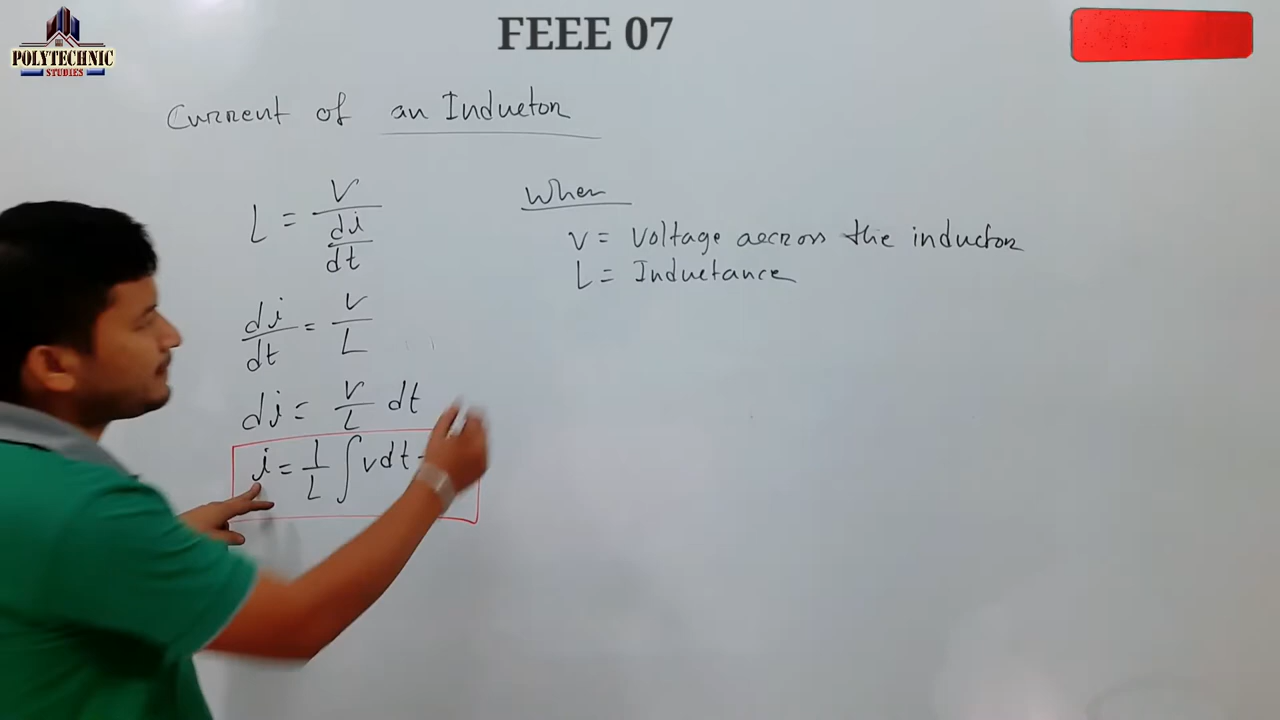 FEEE 07
POLYTECHNIC
STUDIES
Current of an Inductor
L = V / di/dt
di/dt = V/L
di = V/L dt
i = 1/L ∫ v dt
When
V = Voltage accross the inductor
L = Inductance